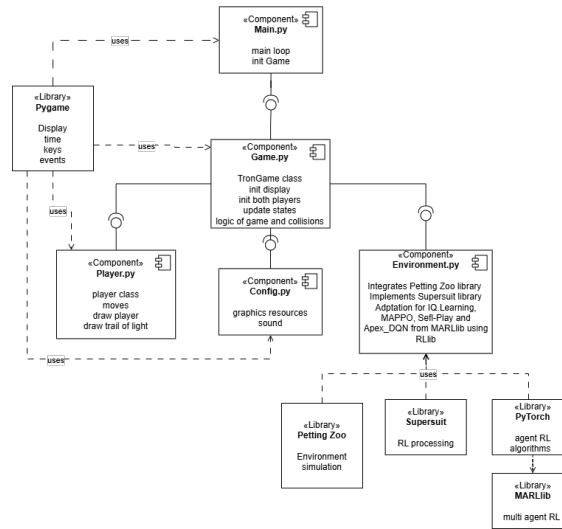 «Component»
Main.py
main loop
init Game
uses
«Library»
Pygame
Display
time
keys
events
uses
«Component»
Game.py
TronGame class
init display
init both players
update states
logic of game and collisions
uses
«Component»
Player.py
player class
moves
draw player
draw trail of light
«Component»
Config.py
graphics resources
sound
«Component»
Environment.py
Integrates Petting Zoo library
Implements Supersuit library
Adptation for IQ.Learning,
MAPPO, Sefl-Play and
Apex_DQN from MARLlib using
RLlib
uses
uses
«Library»
Petting Zoo
Environment
simulation
«Library»
Supersuit
RL processing
«Library»
PyTorch
agent RL
algorithms
«Library»
MARLlib
multi agent RL